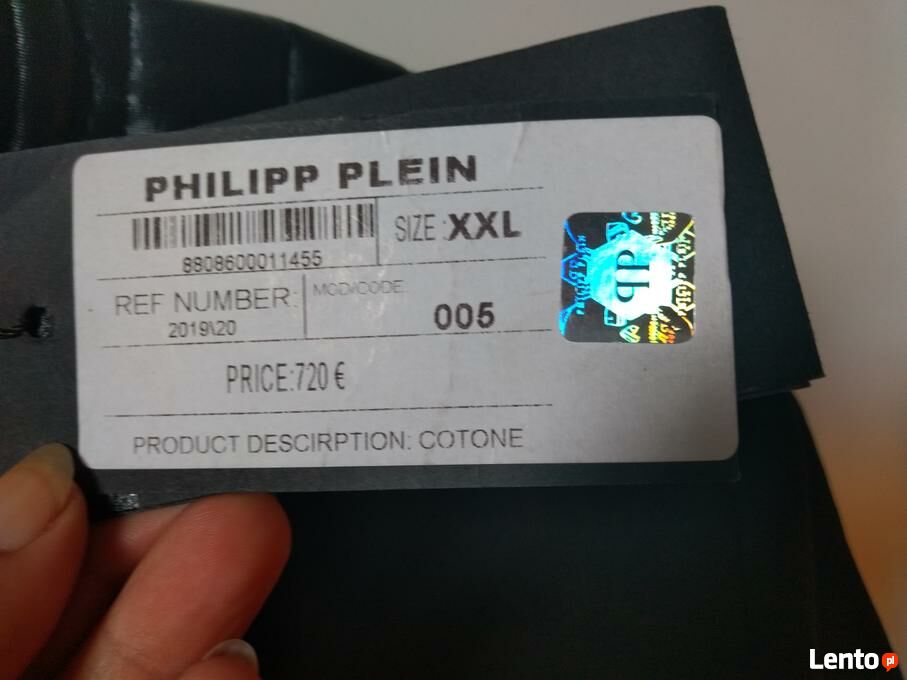 PHILIPP PLEIN
SIZE :XXL
8808600011455
REF NUMBER:
2019\20
MOD/CODE
005
PRICE:720 €
PRODUCT DESCIRPTION: COTONE
Lento pl